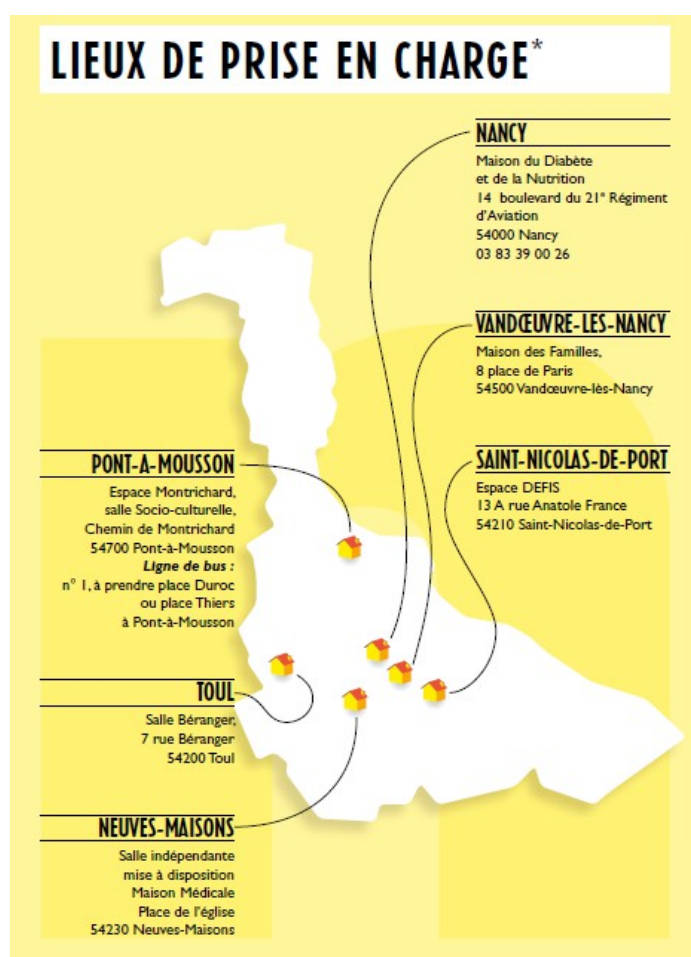 LIEUX DE PRISE EN CHARGE*
NANCY
Maison du Diabète
et de la Nutrition
14 boulevard du 21ᵉ Régiment
d'Aviation
54000 Nancy
03 83 39 00 26
VANDŒUVRE-LES-NANCY
Maison des Familles,
8 place de Paris
54500 Vandœuvre-lès-Nancy
SAINT-NICOLAS-DE-PORT
Espace DEFIS
13 A rue Anatole France
54210 Saint-Nicolas-de-Port
PONT-A-MOUSSON
Espace Montrichard,
salle Socio-culturelle,
Chemin de Montrichard
54700 Pont-à-Mousson
Ligne de bus :
n° 1, à prendre place Duroc
ou place Thiers
à Pont-à-Mousson
TOUL
Salle Béranger,
7 rue Béranger
54200 Toul
NEUVES-MAISONS
Salle indépendante
mise à disposition
Maison Médicale
Place de l'église
54230 Neuves-Maisons